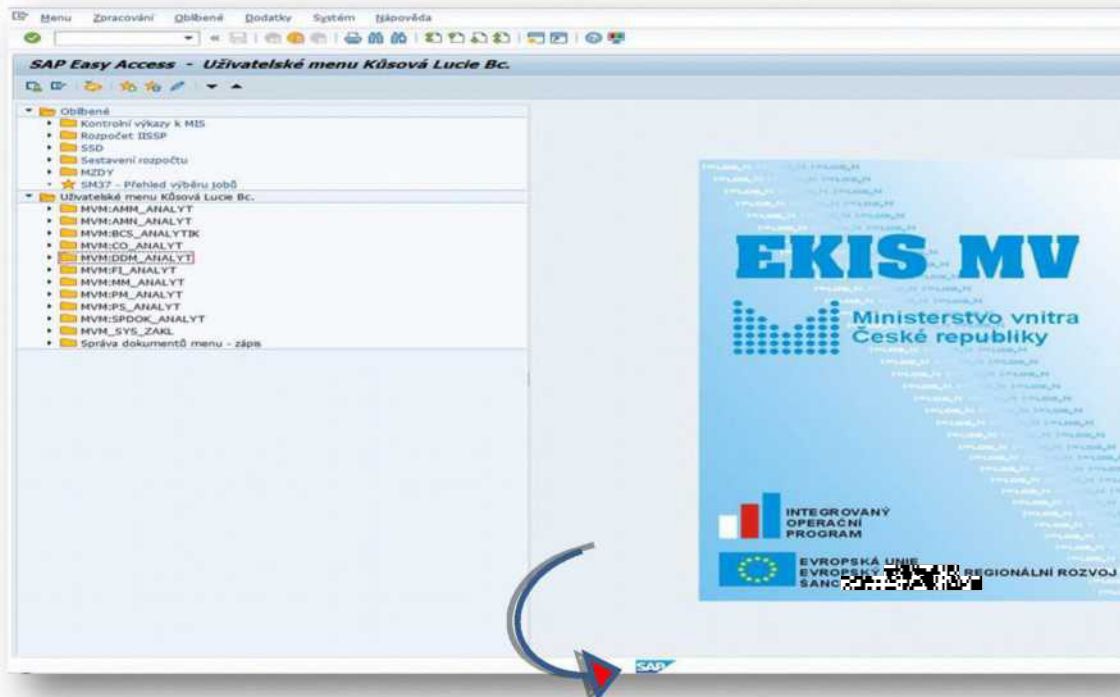 Menu Zpracování Oblíbené Dodatky Systém Nápověda
SAP Easy Access - Uživatelské menu Kůsová Lucie Bc.
Oblíbené
Kontrolní výkazy k MIS
Rozpočet IISSP
SSD
Sestavení rozpočtu
MZDY
SM37 - Přehled výběru jobů
Uživatelské menu Kůsová Lucie Bc.
MVM:AMM_ANALYT
MVM:AMN_ANALYT
MVM:BCS_ANALYTIK
MVM:CO_ANALYT
MVM:DDM_ANALYT
MVM:FI_ANALYT
MVM:MM_ANALYT
MVM:PM_ANALYT
MVM:PS_ANALYT
MVM:SPDOK_ANALYT
MVM_SYS_ZAKL
Správa dokumentů menu - zápis
EKIS MV
Ministerstvo vnitra
České republiky
INTEGROVANÝ
OPERAČNÍ
PROGRAM
EVROPSKÁ UNIE
EVROPSKÝ REGIONÁLNÍ ROZVOJ
SAP